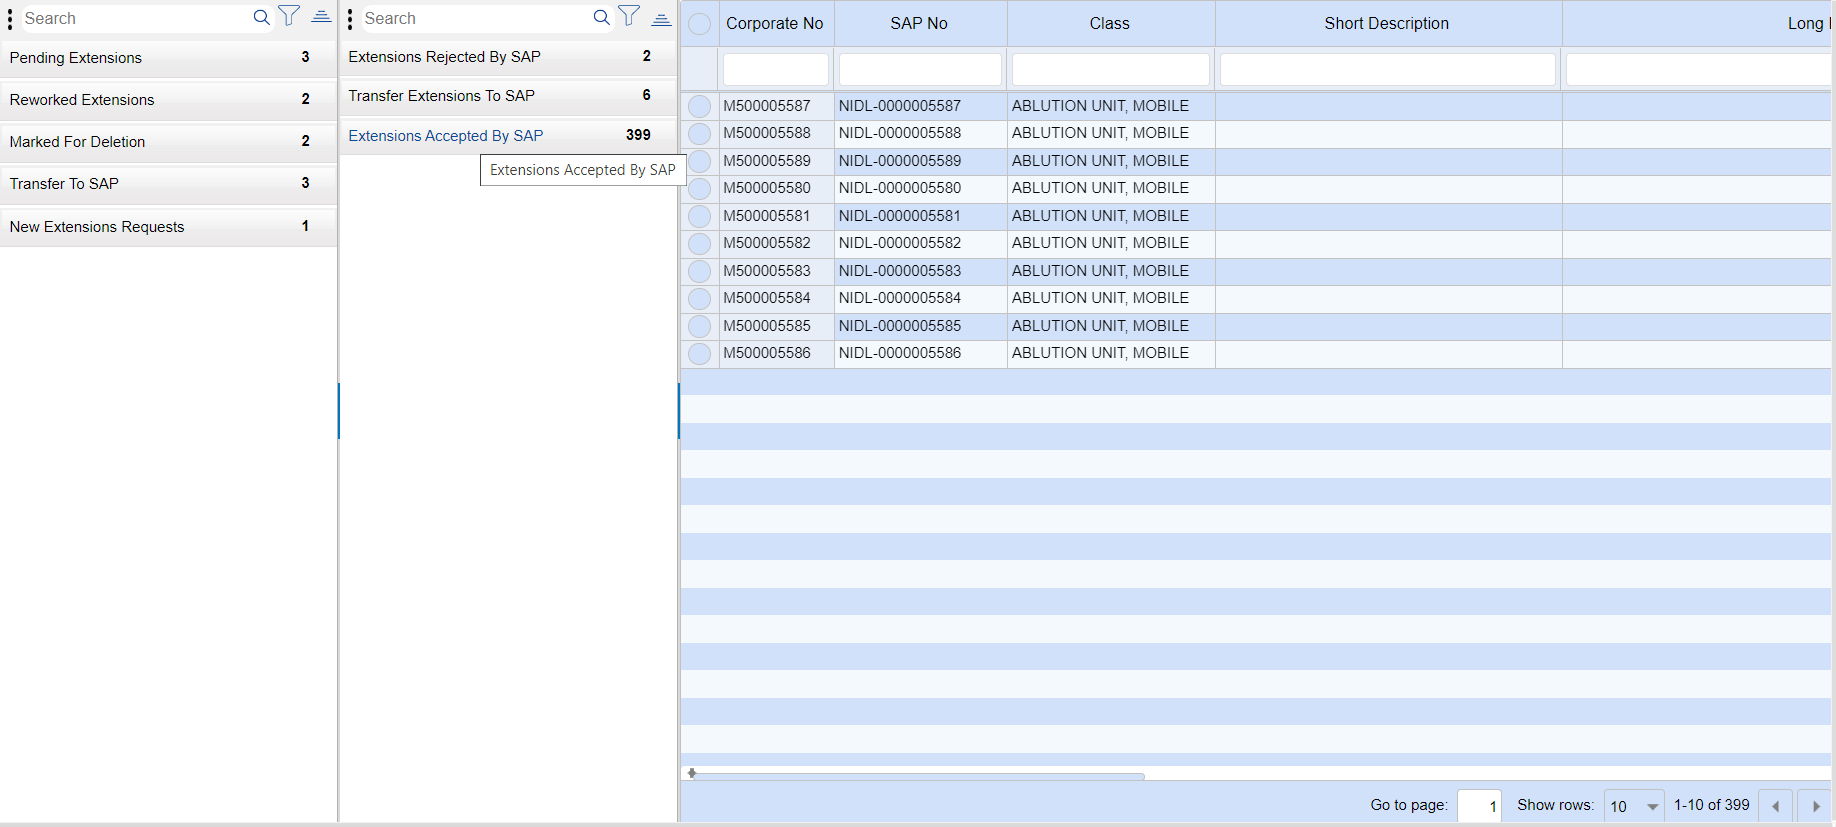 Search
Pending Extensions 3
Reworked Extensions 2
Marked For Deletion 2
Transfer To SAP 3
New Extensions Requests 1
Search
Extensions Rejected By SAP 2
Transfer Extensions To SAP 6
Extensions Accepted By SAP 399
Extensions Accepted By SAP
Corporate No SAP No Class Short Description Long
M500005587 NIDL-0000005587 ABLUTION UNIT, MOBILE
M500005588 NIDL-0000005588 ABLUTION UNIT, MOBILE
M500005589 NIDL-0000005589 ABLUTION UNIT, MOBILE
M500005580 NIDL-0000005580 ABLUTION UNIT, MOBILE
M500005581 NIDL-0000005581 ABLUTION UNIT, MOBILE
M500005582 NIDL-0000005582 ABLUTION UNIT, MOBILE
M500005583 NIDL-0000005583 ABLUTION UNIT, MOBILE
M500005584 NIDL-0000005584 ABLUTION UNIT, MOBILE
M500005585 NIDL-0000005585 ABLUTION UNIT, MOBILE
M500005586 NIDL-0000005586 ABLUTION UNIT, MOBILE
Go to page: 1 Show rows: 10 1-10 of 399